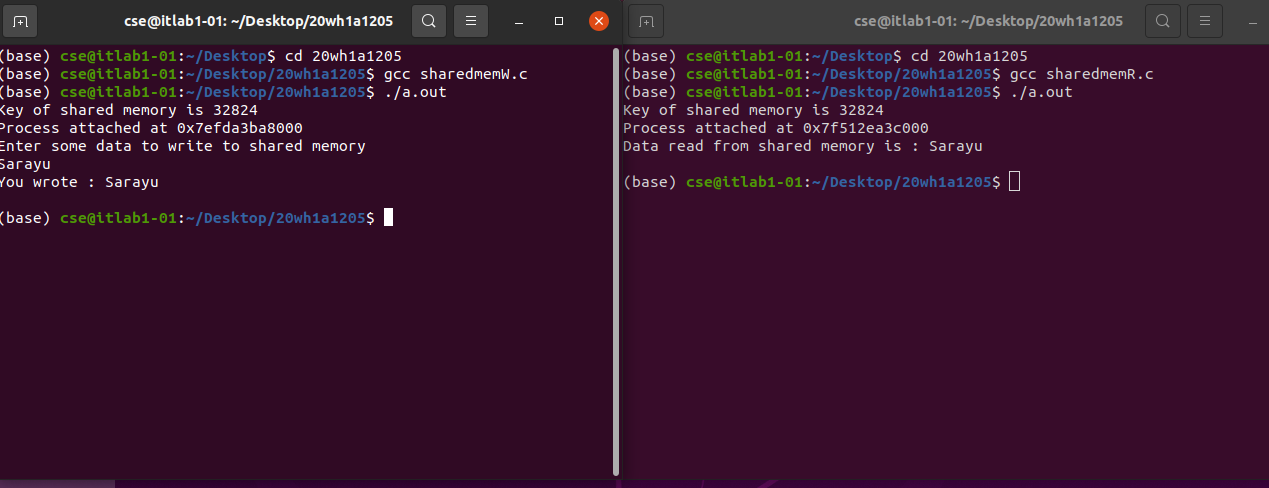 cse@itlab1-01: ~/Desktop/20wh1a1205
(base) cse@itlab1-01:~/Desktop$ cd 20wh1a1205
(base) cse@itlab1-01:~/Desktop/20wh1a1205$ gcc sharedmemW.c
(base) cse@itlab1-01:~/Desktop/20wh1a1205$ ./a.out
Key of shared memory is 32824
Process attached at 0x7efda3ba8000
Enter some data to write to shared memory
Sarayu
You wrote : Sarayu
(base) cse@itlab1-01:~/Desktop/20wh1a1205$
cse@itlab1-01: ~/Desktop/20wh1a1205
(base) cse@itlab1-01:~/Desktop$ cd 20wh1a1205
(base) cse@itlab1-01:~/Desktop/20wh1a1205$ gcc sharedmemR.c
(base) cse@itlab1-01:~/Desktop/20wh1a1205$ ./a.out
Key of shared memory is 32824
Process attached at 0x7f512ea3c000
Data read from shared memory is : Sarayu
(base) cse@itlab1-01:~/Desktop/20wh1a1205$